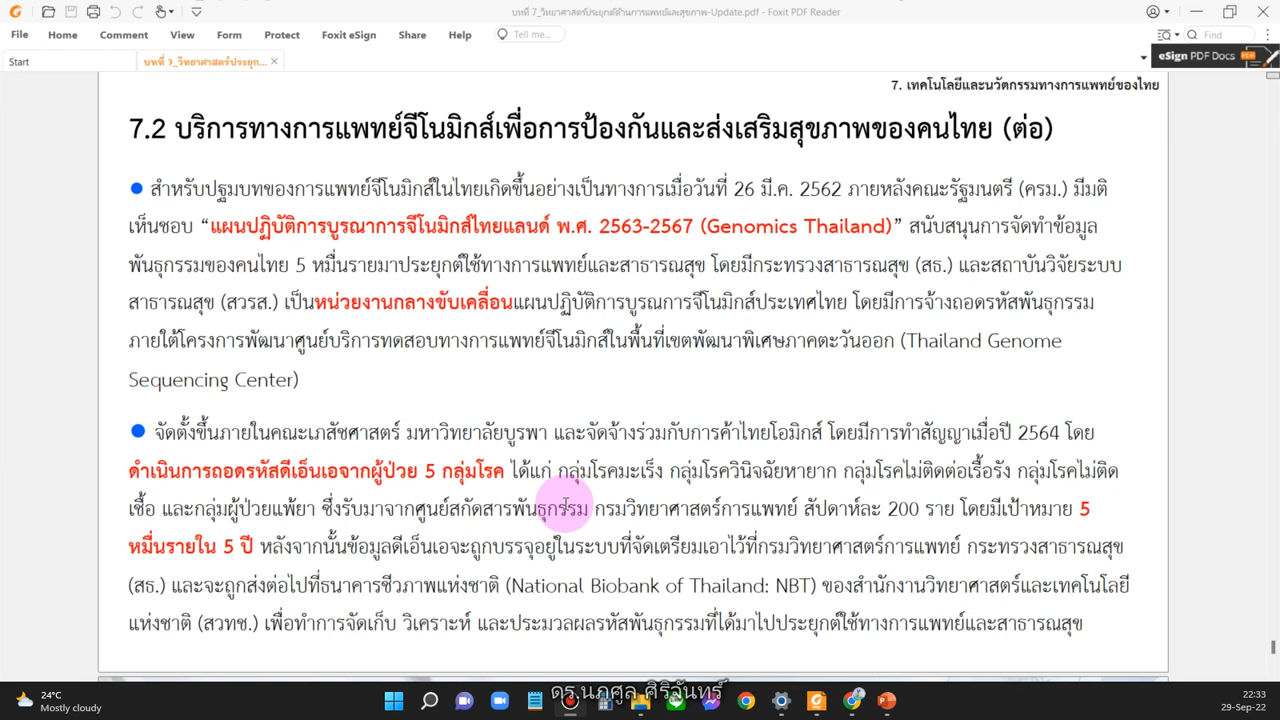 บทที่ 7_วิทยาศาสตร์ประยุกต์ด้านการแพทย์และสุขภาพ-Update.pdf - Foxit PDF Reader
File Home Comment View Form Protect Foxit eSign Share Help Tell me... Find
Start บทที่ 7_วิทยาศาสตร์ประยุก... eSign PDF Docs
7. เทคโนโลยีและนวัตกรรมทางการแพทย์ของไทย
7.2 บริการทางการแพทย์จีโนมิกส์เพื่อการป้องกันและส่งเสริมสุขภาพของคนไทย (ต่อ)
สำหรับปฐมบทของการแพทย์จีโนมิกส์ในไทยเกิดขึ้นอย่างเป็นทางการเมื่อวันที่ 26 มี.ค. 2562 ภายหลังคณะรัฐมนตรี (ครม.) มีมติ
เห็นชอบ “แผนปฏิบัติการบูรณาการจีโนมิกส์ไทยแลนด์ พ.ศ. 2563-2567 (Genomics Thailand)” สนับสนุนการจัดทำข้อมูล
พันธุกรรมของคนไทย 5 หมื่นรายมาประยุกต์ใช้ทางการแพทย์และสาธารณสุข โดยมีกระทรวงสาธารณสุข (สธ.) และสถาบันวิจัยระบบ
สาธารณสุข (สวรส.) เป็นหน่วยงานกลางขับเคลื่อนแผนปฏิบัติการบูรณการจีโนมิกส์ประเทศไทย โดยมีการจ้างถอดรหัสพันธุกรรม
ภายใต้โครงการพัฒนาศูนย์บริการทดสอบทางการแพทย์จีโนมิกส์ในพื้นที่เขตพัฒนาพิเศษภาคตะวันออก (Thailand Genome
Sequencing Center)
จัดตั้งขึ้นภายในคณะเภสัชศาสตร์ มหาวิทยาลัยบูรพา และจัดจ้างร่วมกับการค้าไทยโอมิกส์ โดยมีการทำสัญญาเมื่อปี 2564 โดย
ดำเนินการถอดรหัสดีเอ็นเอจากผู้ป่วย 5 กลุ่มโรค ได้แก่ กลุ่มโรคมะเร็ง กลุ่มโรควินิจฉัยหายาก กลุ่มโรคไม่ติดต่อเรื้อรัง กลุ่มโรคไม่ติด
เชื้อ และกลุ่มผู้ป่วยแพ้ยา ซึ่งรับมาจากศูนย์สกัดสารพันธุกรรม กรมวิทยาศาสตร์การแพทย์ สัปดาห์ละ 200 ราย โดยมีเป้าหมาย 5
หมื่นรายใน 5 ปี หลังจากนั้นข้อมูลดีเอ็นเอจะถูกบรรจุอยู่ในระบบที่จัดเตรียมเอาไว้ที่กรมวิทยาศาสตร์การแพทย์ กระทรวงสาธารณสุข
(สธ.) และจะถูกส่งต่อไปที่ธนาคารชีวภาพแห่งชาติ (National Biobank of Thailand: NBT) ของสำนักงานวิทยาศาสตร์และเทคโนโลยี
แห่งชาติ (สวทช.) เพื่อทำการจัดเก็บ วิเคราะห์ และประมวลผลรหัสพันธุกรรมที่ได้มาไปประยุกต์ใช้ทางการแพทย์และสาธารณสุข
ดร.นภศูล ศิริจันทร์
24°C
Mostly cloudy
22:33
29-Sep-22